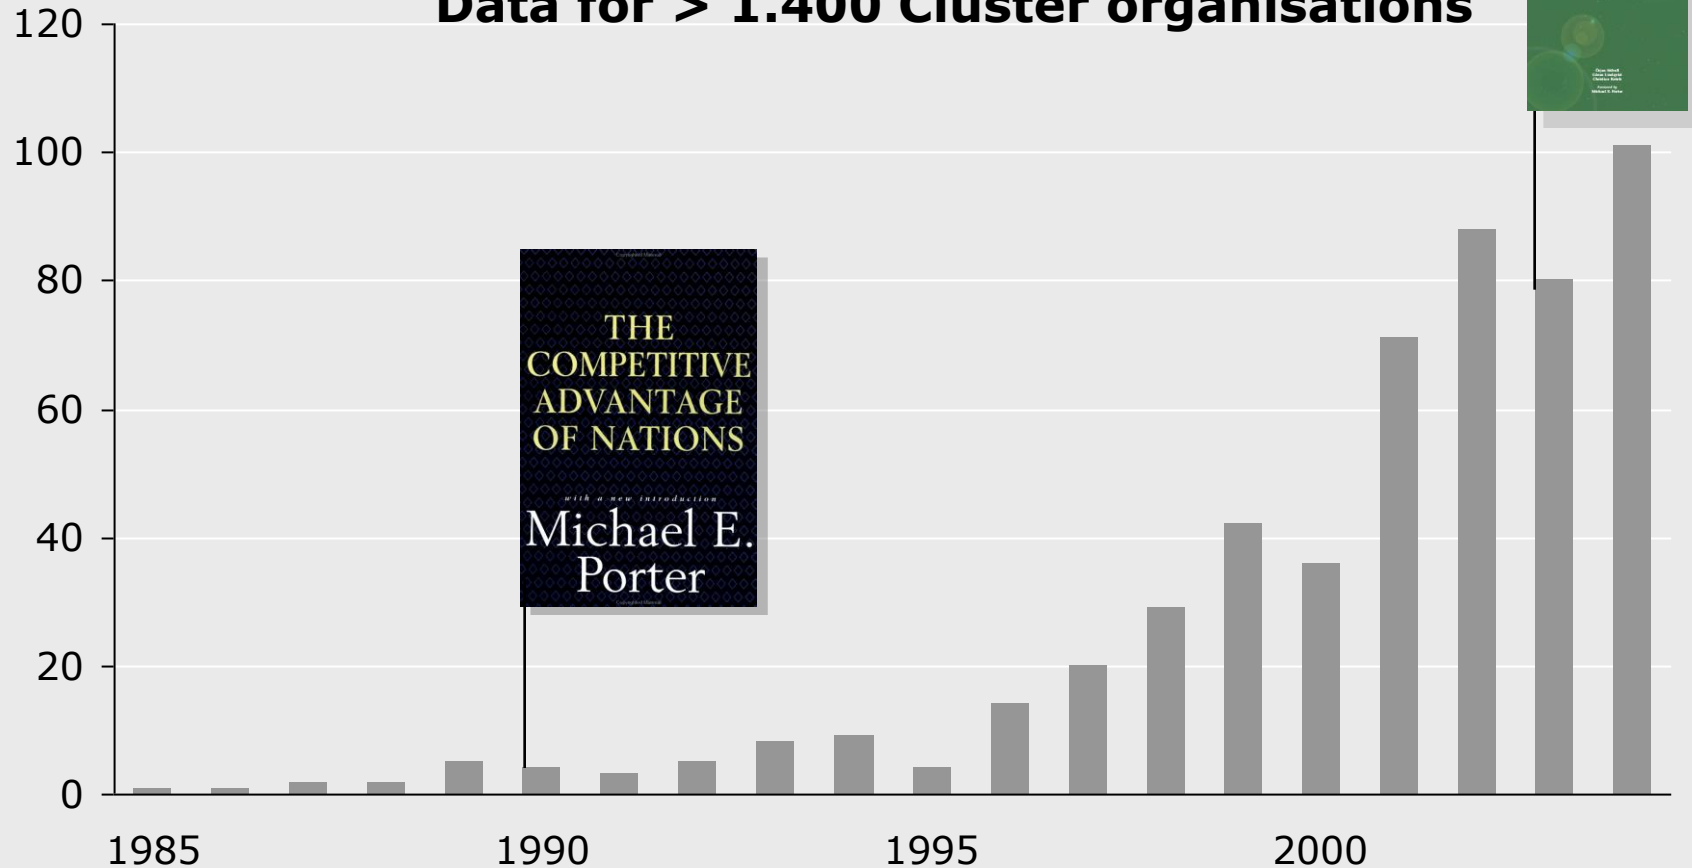 Data for > 1.400 Cluster organisations
120
100
80
60
40
20
0
THE
COMPETITIVE
ADVANTAGE
OF NATIONS
with a new introduction
Michael E.
Porter
1985
1990
1995
2000